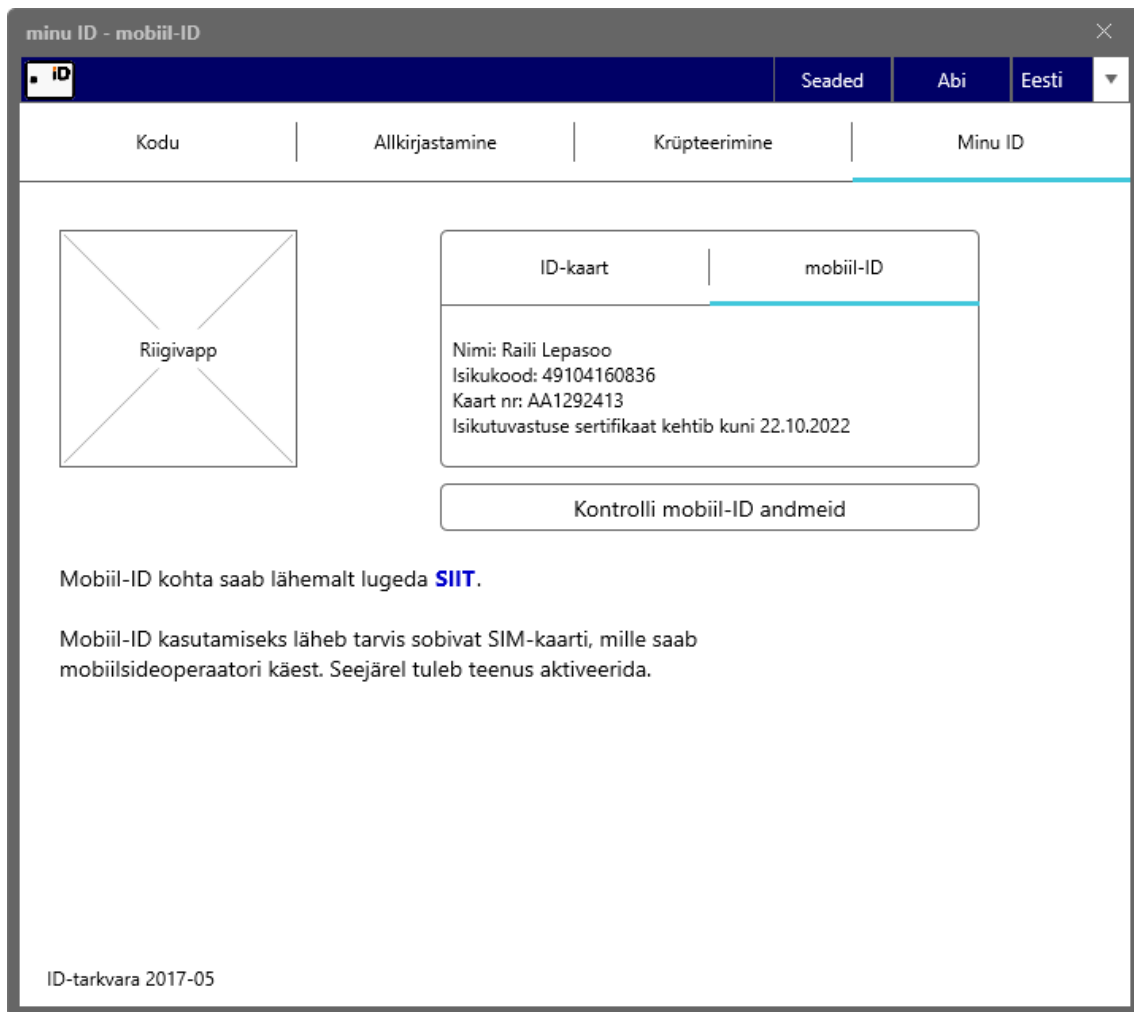 minu ID - mobiil-ID
iD
Seaded Abi Eesti
Kodu Allkirjastamine Krüpteerimine Minu ID
ID-kaart mobiil-ID
Riigivapp
Nimi: Raili Lepasoo
Isikukood: 49104160836
Kaart nr: AA1292413
Isikutuvastuse sertifikaat kehtib kuni 22.10.2022
Kontrolli mobiil-ID andmeid
Mobiil-ID kohta saab lähemalt lugeda SIIT.
Mobiil-ID kasutamiseks läheb tarvis sobivat SIM-kaarti, mille saab
mobiilsideoperaatori käest. Seejärel tuleb teenus aktiveerida.
ID-tarkvara 2017-05